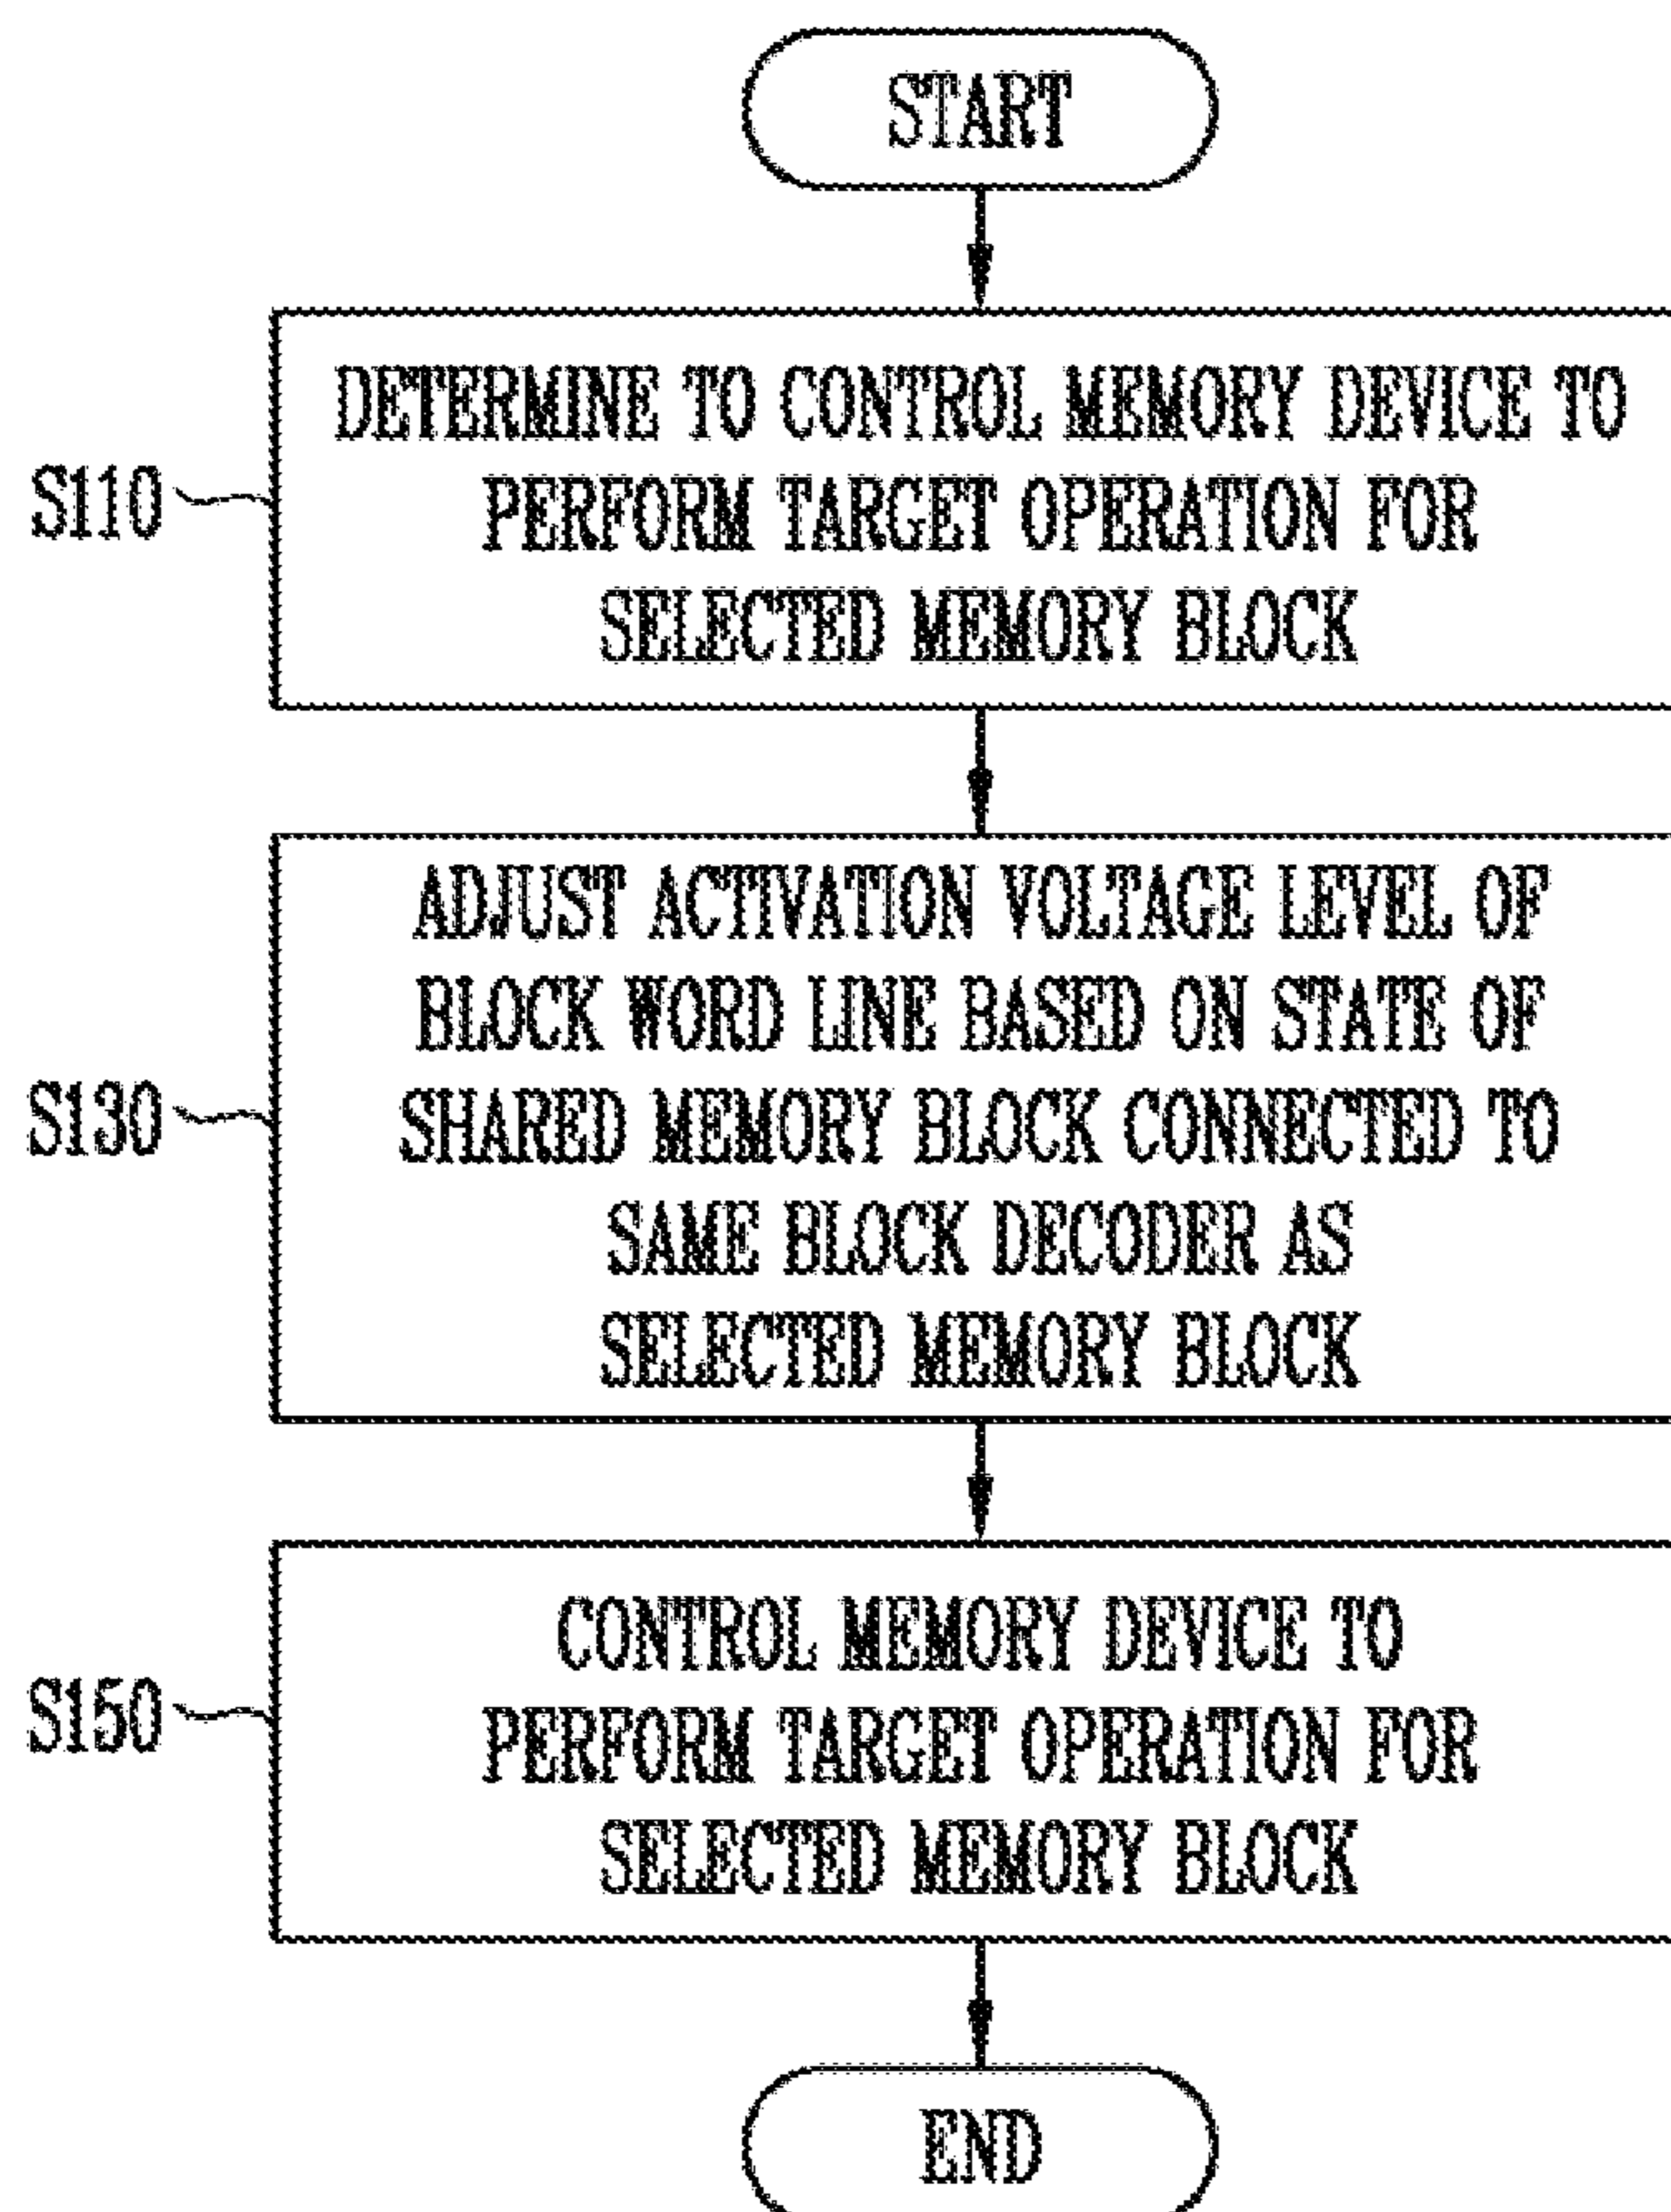 START
DETERMINE TO CONTROL MEMORY DEVICE TO
PERFORM TARGET OPERATION FOR
SELECTED MEMORY BLOCK
S110
ADJUST ACTIVATION VOLTAGE LEVEL OF
BLOCK WORD LINE BASED ON STATE OF
SHARED MEMORY BLOCK CONNECTED TO
SAME BLOCK DECODER AS
SELECTED MEMORY BLOCK
S130
CONTROL MEMORY DEVICE TO
PERFORM TARGET OPERATION FOR
SELECTED MEMORY BLOCK
S150
END